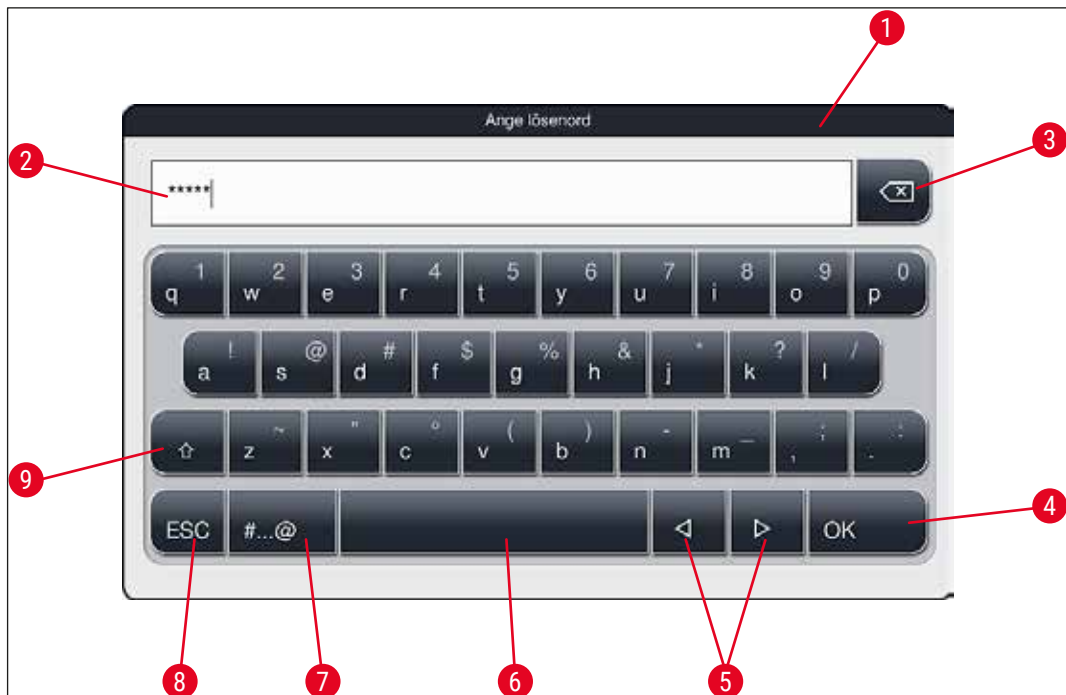 1
Ange lösenord
2
*****
3
1 2 3 4 5 6 7 8 9 0
q w e r t y u i o p
! @ # $ % & * ? /
a s d f g h j k l
~ " ° ( ) - _ ; :
z x c v b n m , .
9
ESC #...@ OK
4
8 7 6 5